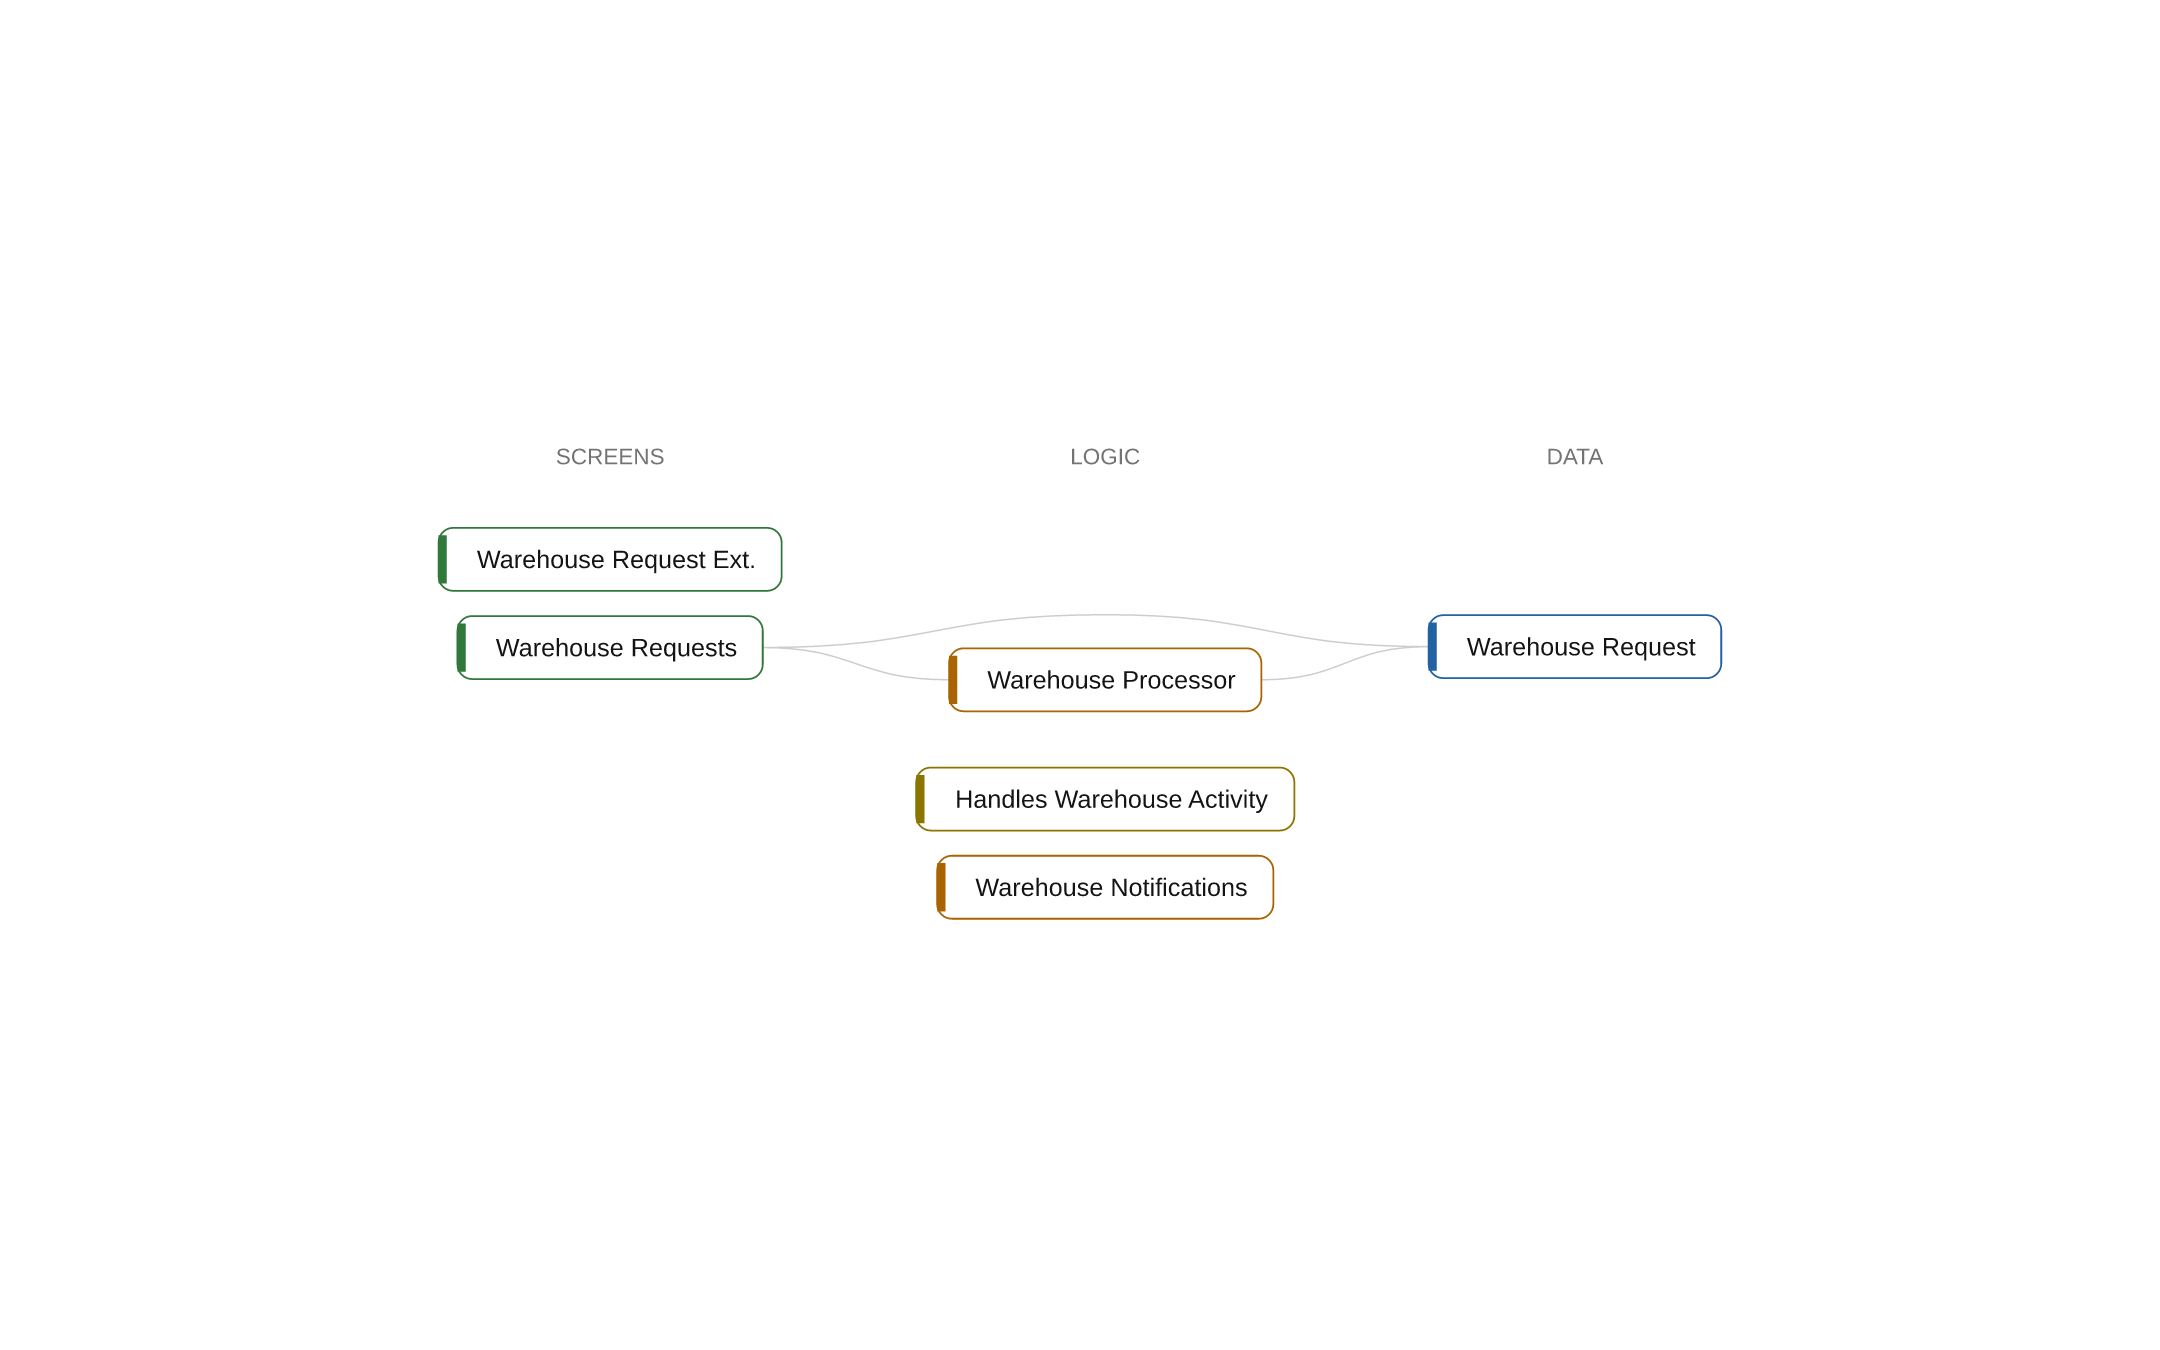 SCREENS
LOGIC
DATA
Warehouse Request Ext.
Warehouse Requests
Warehouse Request
Warehouse Processor
Handles Warehouse Activity
Warehouse Notifications